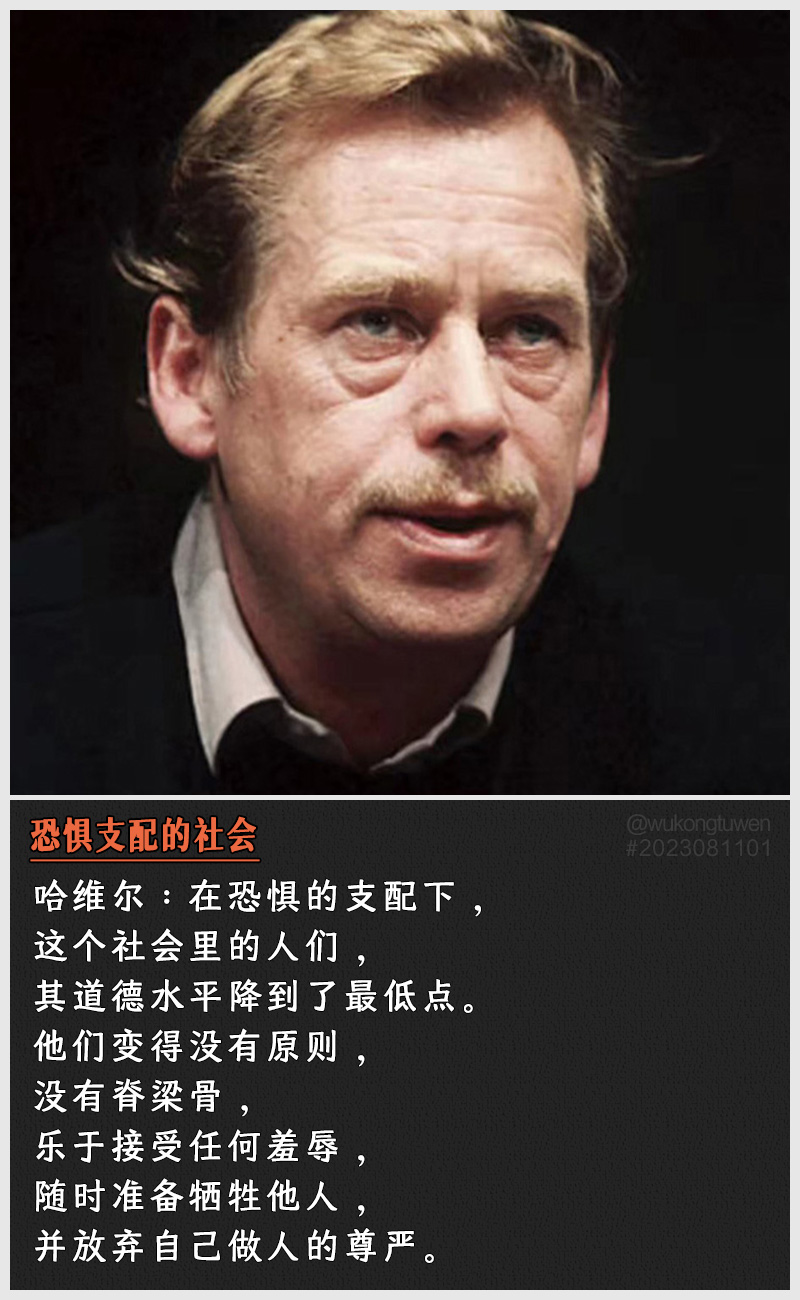 恐惧支配的社会
@wukongtuwen
#2023081101
哈维尔：在恐惧的支配下，
这个社会里的人们，
其道德水平降到了最低点。
他们变得没有原则，
没有脊梁骨，
乐于接受任何羞辱，
随时准备牺牲他人，
并放弃自己做人的尊严。